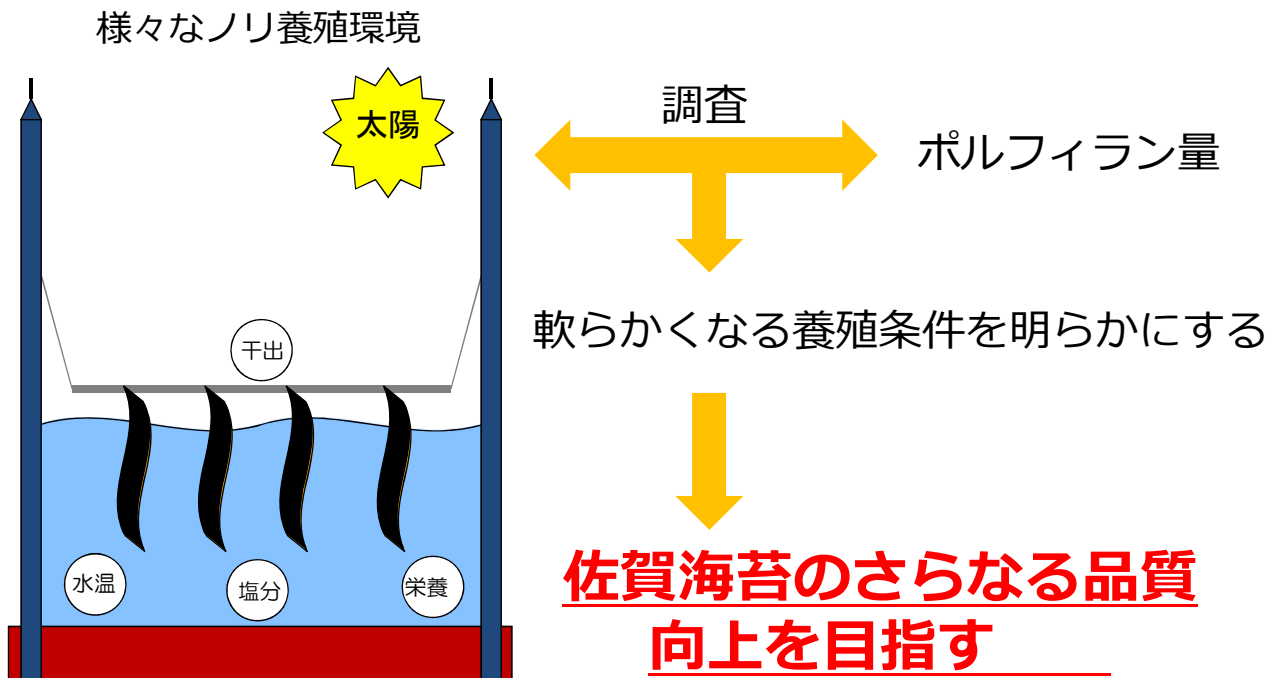 様々なノリ養殖環境
太陽
干出
水温
塩分
栄養
調査
ポルフィラン量
軟らかくなる養殖条件を明らかにする
佐賀海苔のさらなる品質
向上を目指す